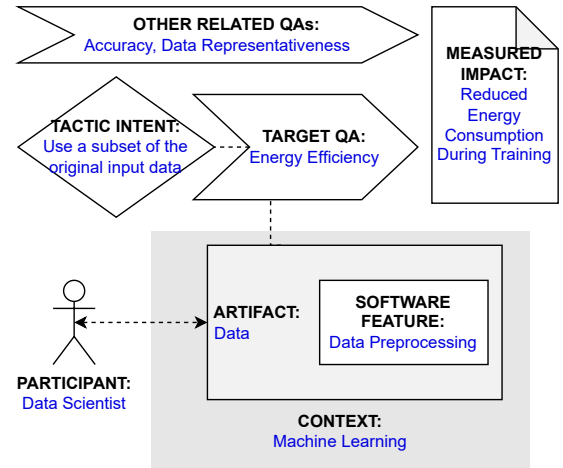 OTHER RELATED QAs:
Accuracy, Data Representativeness
MEASURED
IMPACT:
Reduced
Energy
Consumption
During Training
TACTIC INTENT:
Use a subset of the
original input data
TARGET QA:
Energy Efficiency
ARTIFACT:
Data
SOFTWARE
FEATURE:
Data Preprocessing
PARTICIPANT:
Data Scientist
CONTEXT:
Machine Learning